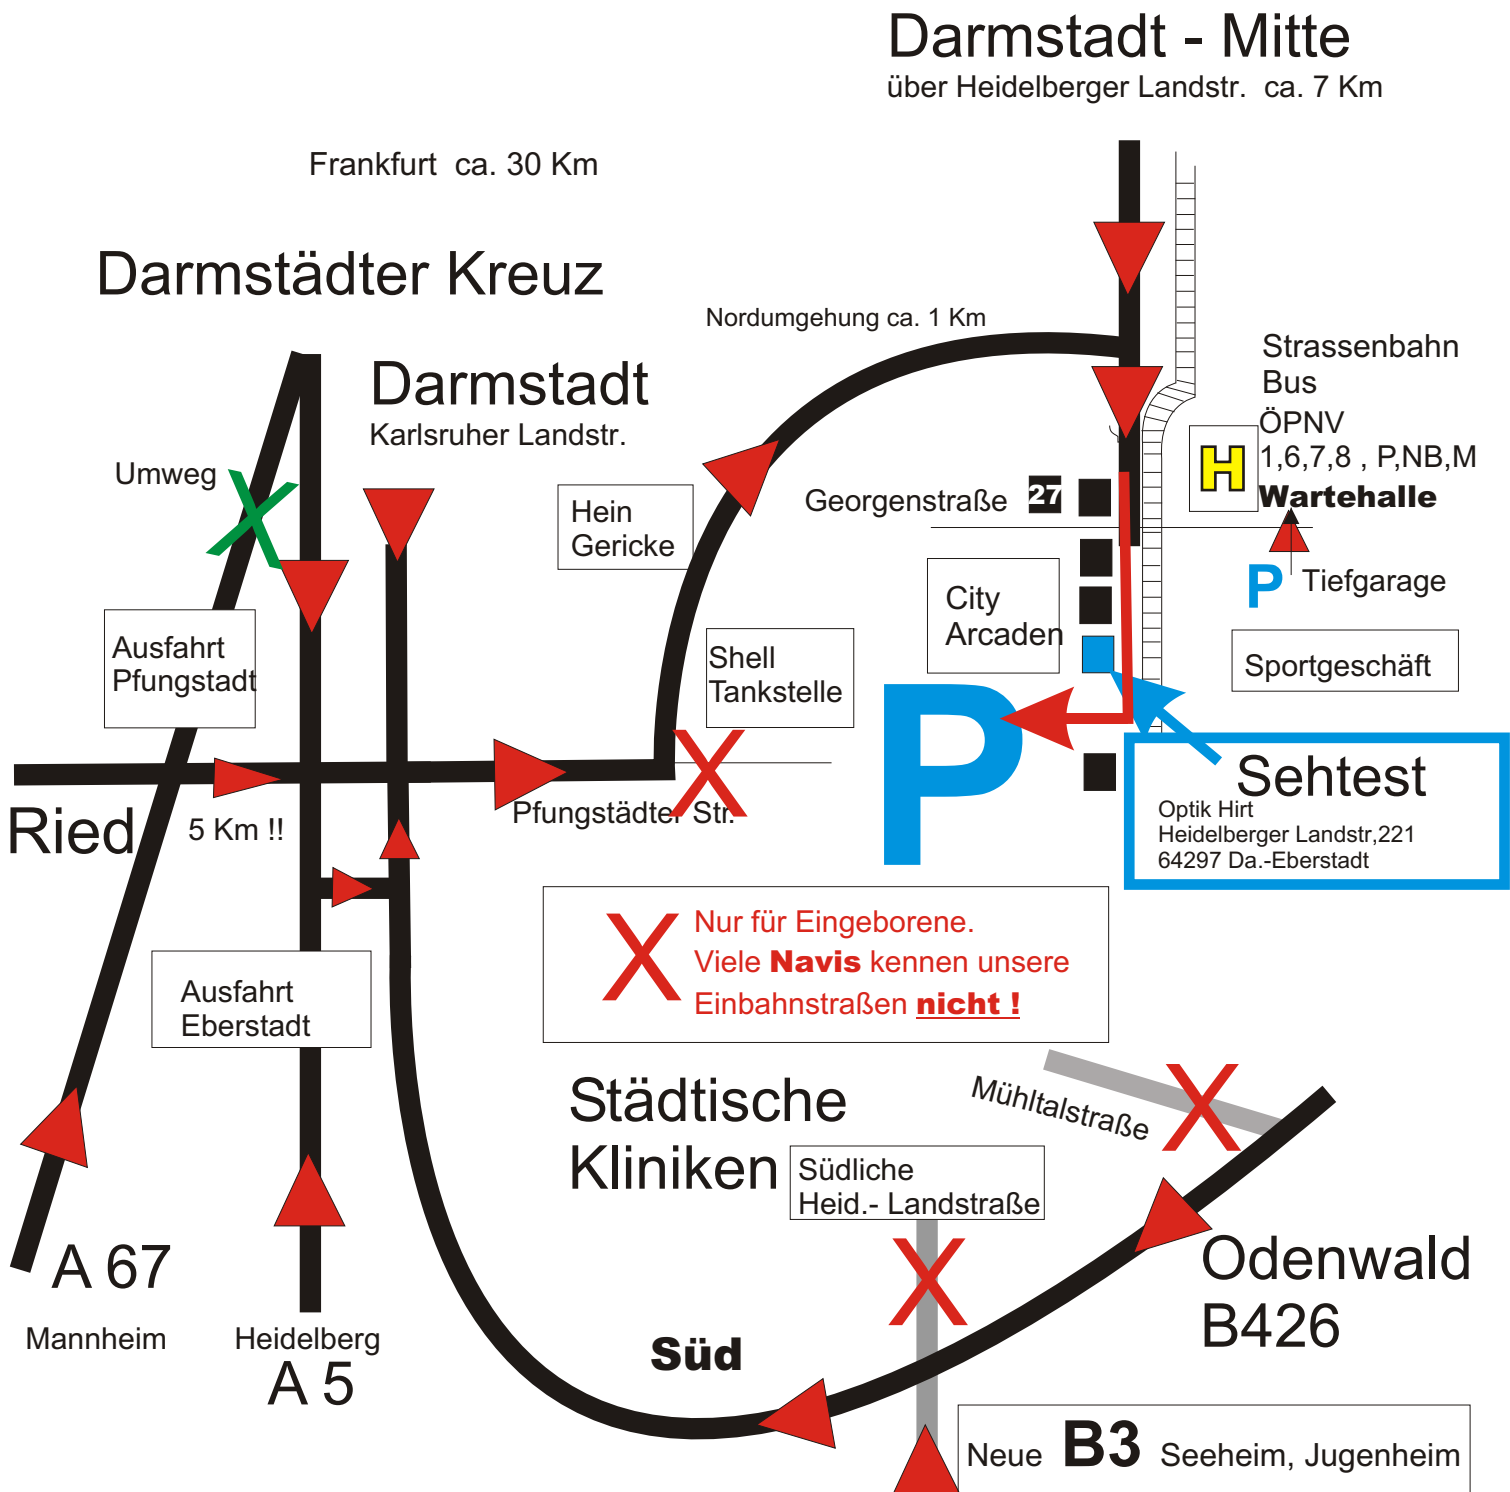 Darmstadt - Mitte
über Heidelberger Landstr. ca. 7 Km
Frankfurt ca. 30 Km
Darmstädter Kreuz
Nordumgehung ca. 1 Km
Strassenbahn
Bus
ÖPNV
1,6,7,8 , P,NB,M
Wartehalle
H
Darmstadt
Karlsruher Landstr.
Umweg
X
Hein
Gericke
Georgenstraße 27
P Tiefgarage
City
Arcaden
Ausfahrt
Pfungstadt
Shell
Tankstelle
Sportgeschäft
P
X
Sehtest
Optik Hirt
Heidelberger Landstr,221
64297 Da.-Eberstadt
Ried
5 Km !!
Pfungstädter Str.
X
Nur für Eingeborene.
Viele Navis kennen unsere
Einbahnstraßen nicht !
Ausfahrt
Eberstadt
Städtische
Kliniken
Mühltalstraße
X
Südliche
Heid.- Landstraße
X
Odenwald
B426
A 67
Mannheim
Heidelberg
A 5
Süd
Neue B3 Seeheim, Jugenheim